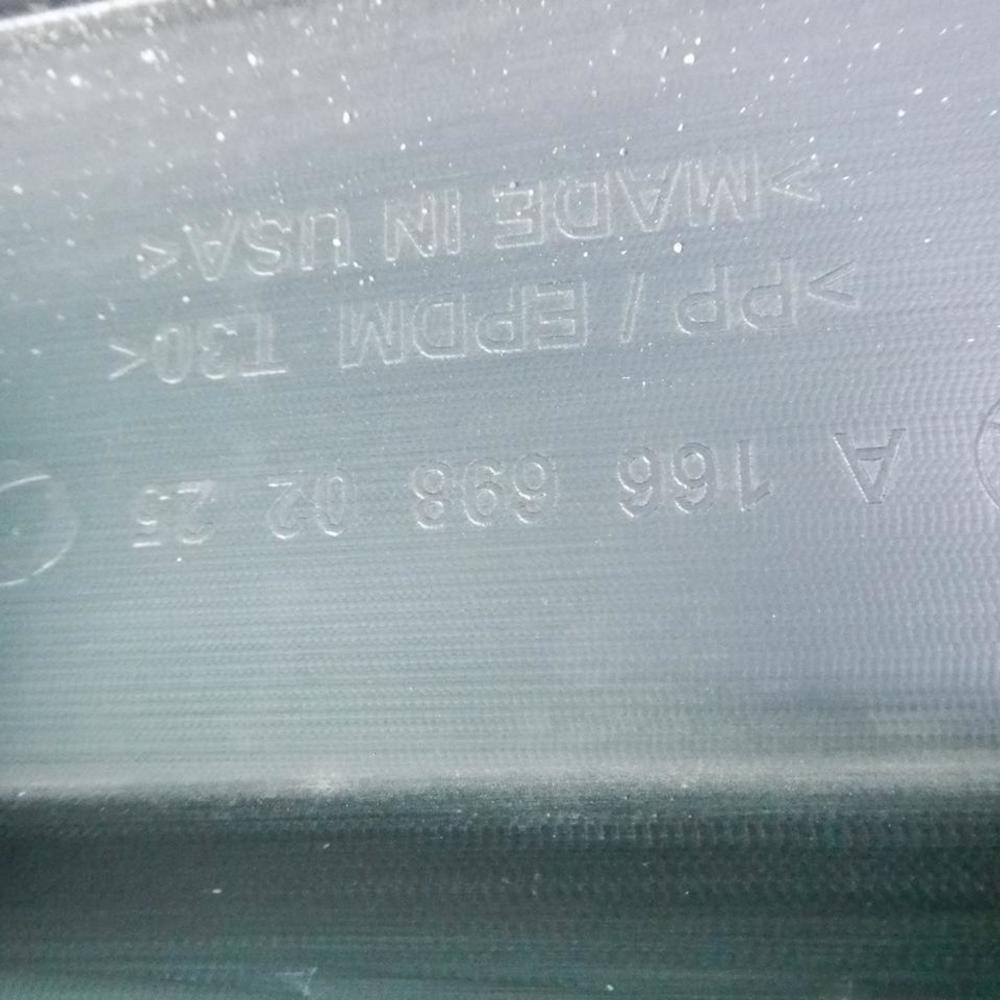 A 166 698 02 25
>PP / EPDM T30<
>MADE IN USA<